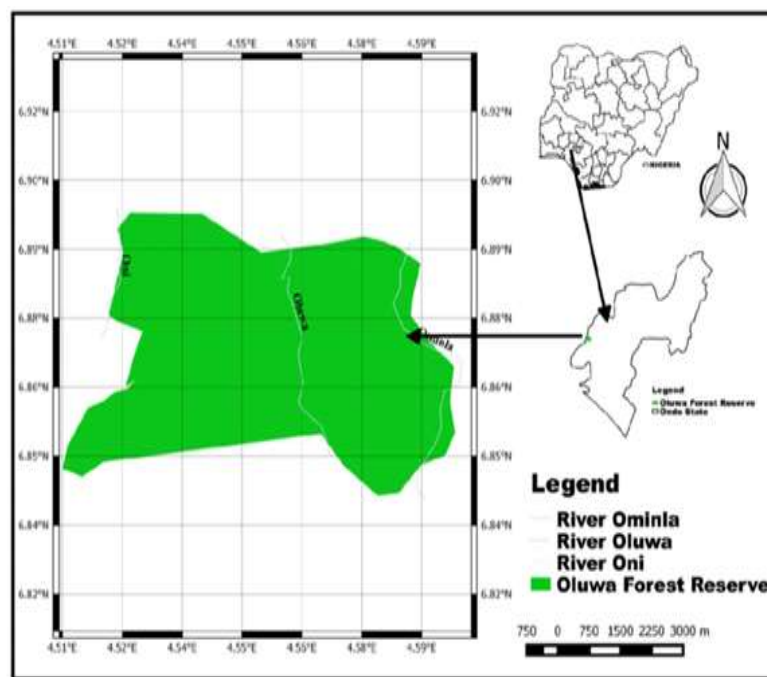 4.51°E 4.52°E 4.54°E 4.55°E 4.56°E 4.58°E 4.59°E
6.92°N 6.92°N
6.90°N 6.90°N
NIGERIA
N
6.89°N 6.89°N
Oni
Oluwa
6.88°N 6.88°N
Ominla
6.86°N 6.86°N
Legend
Oluwa Forest Reserve
Ondo State
6.85°N 6.85°N
Legend
River Ominla
River Oluwa
River Oni
Oluwa Forest Reserve
6.84°N 6.84°N
6.82°N 6.82°N
4.51°E 4.52°E 4.54°E 4.55°E 4.56°E 4.58°E 4.59°E
750 0 750 1500 2250 3000 m